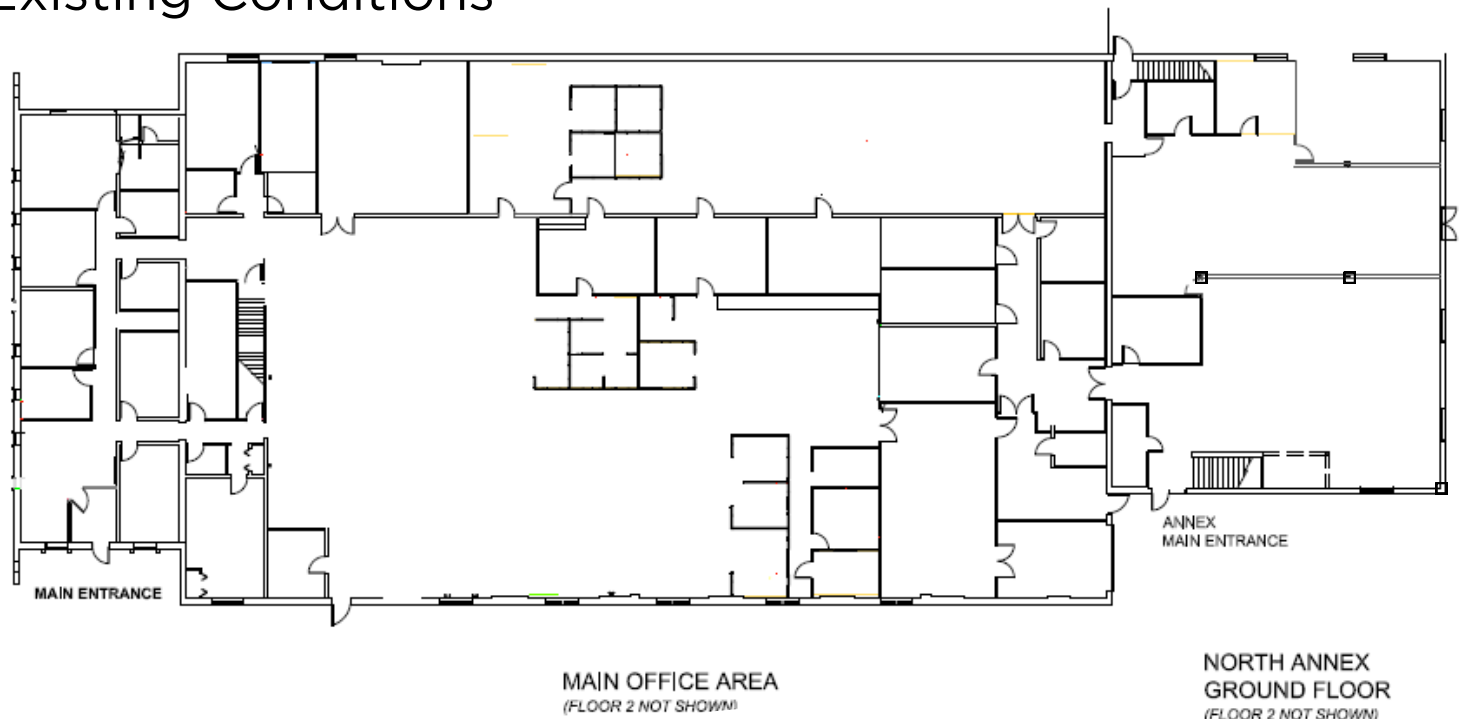 Existing Conditions
ANNEX
MAIN ENTRANCE
MAIN ENTRANCE
MAIN OFFICE AREA
(FLOOR 2 NOT SHOWN)
NORTH ANNEX
GROUND FLOOR
(FLOOR 2 NOT SHOWN)